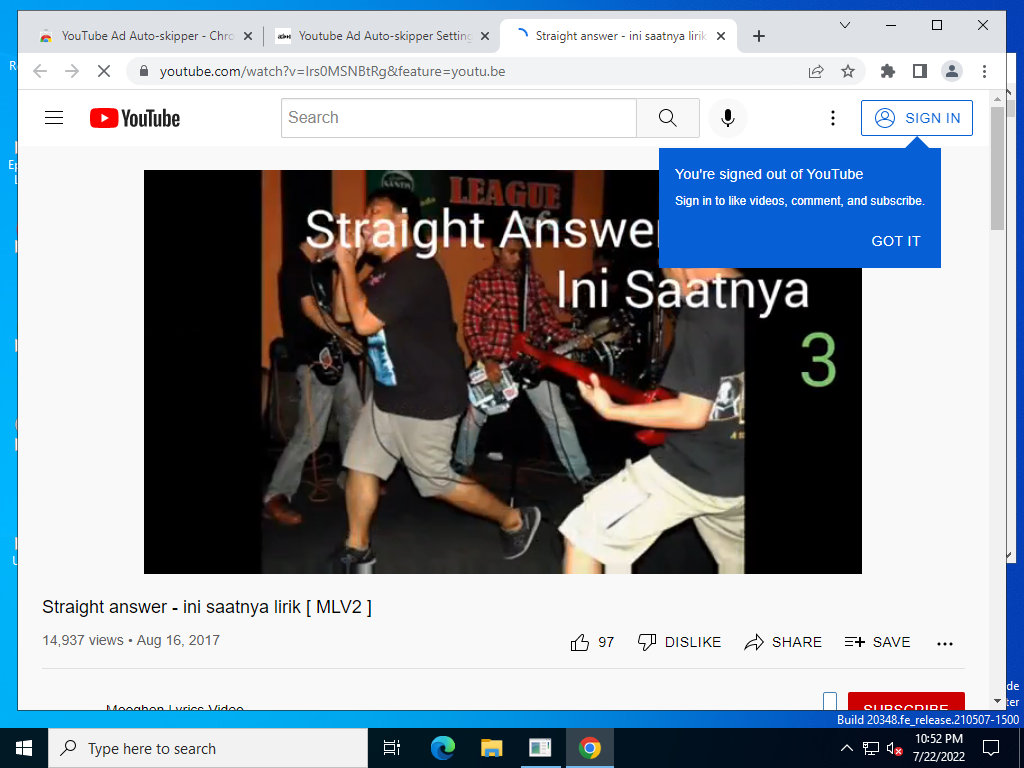 YouTube Ad Auto-skipper - Chro
Youtube Ad Auto-skipper Setting
Straight answer - ini saatnya lirik
youtube.com/watch?v=Irs0MSNBtRg&feature=youtu.be
YouTube
Search
SIGN IN
You're signed out of YouTube
Sign in to like videos, comment, and subscribe.
GOT IT
LEAGUE
Straight Answe
Ini Saatnya
3
Straight answer - ini saatnya lirik [ MLV2 ]
14,937 views • Aug 16, 2017
97
DISLIKE
SHARE
SAVE
Mooghen Lyrics Video
SUBSCRIBE
Build 20348.fe_release.210507-1500
Type here to search
10:52 PM
7/22/2022